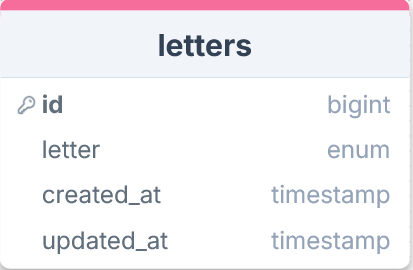 letters
id bigint
letter enum
created_at timestamp
updated_at timestamp